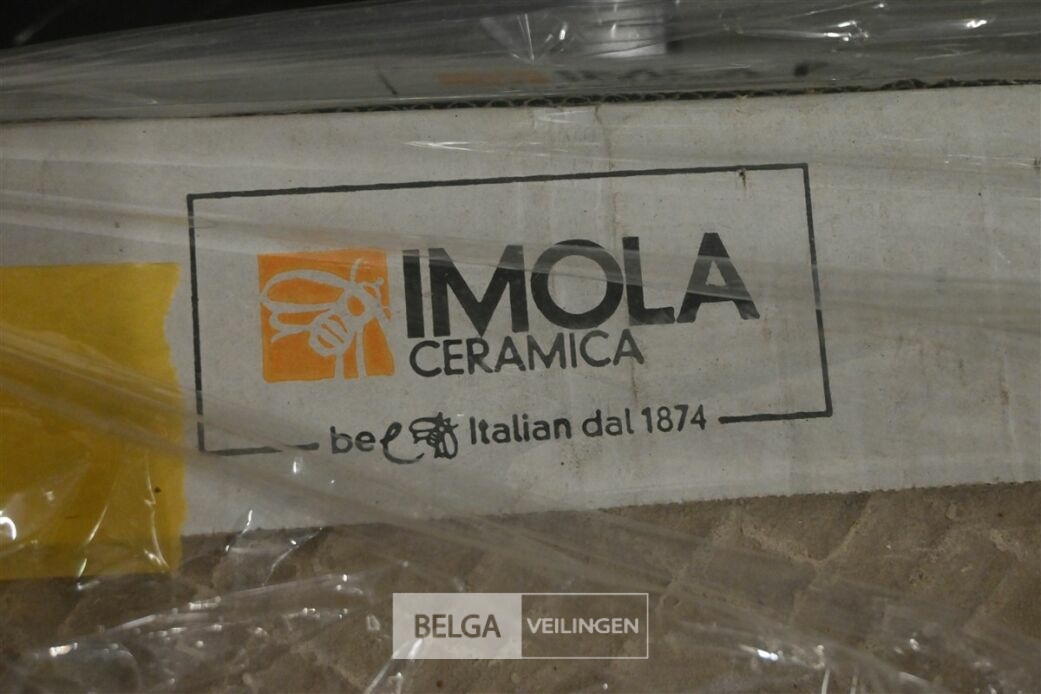 IMOLA
CERAMICA
be Italian dal 1874
BELGA VEILINGEN